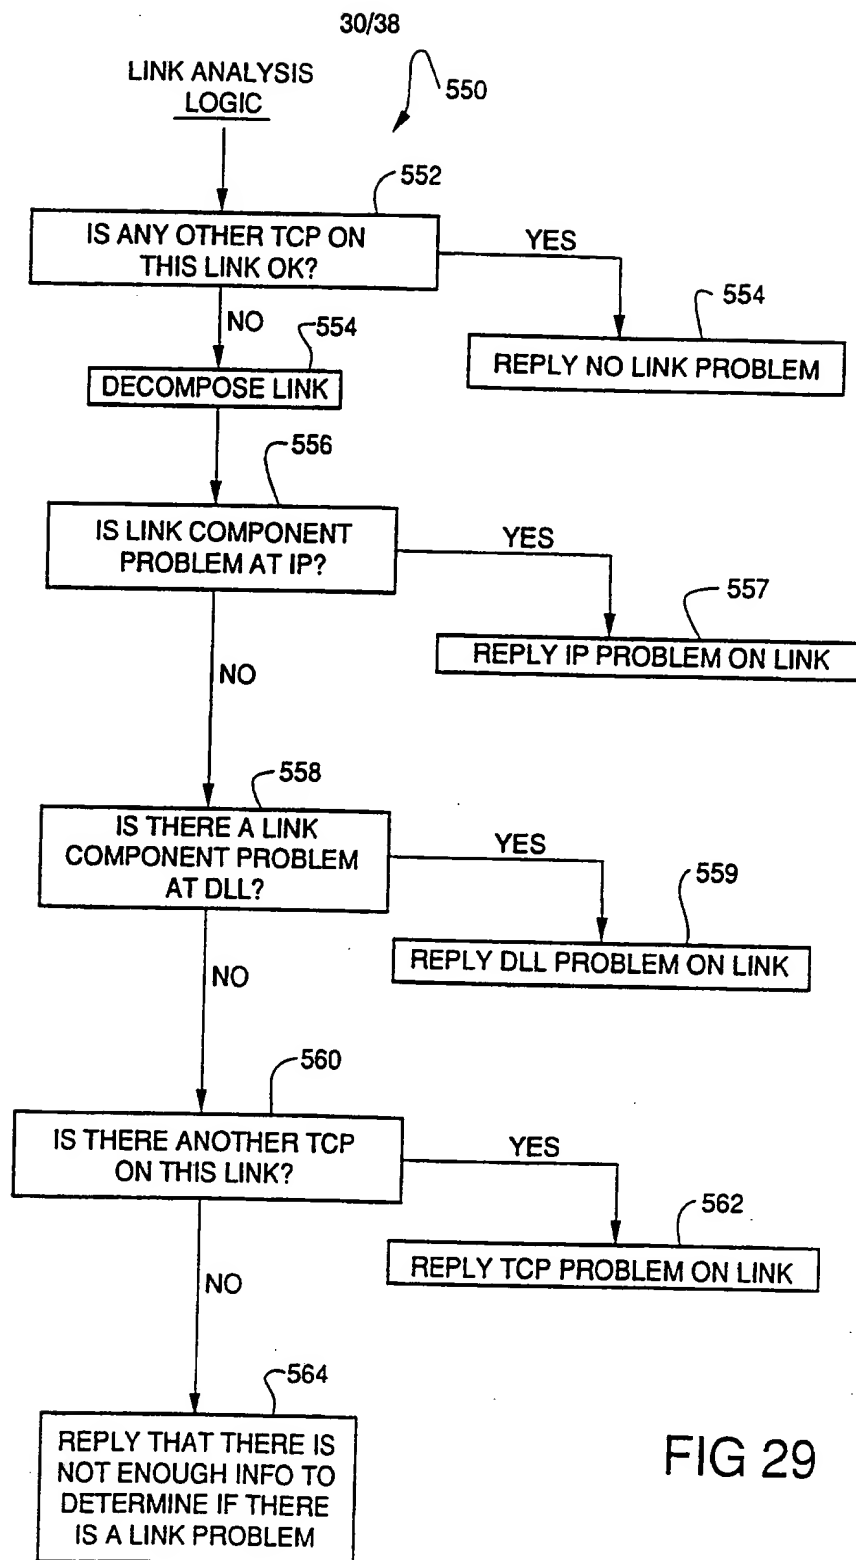 30/38
LINK ANALYSIS
LOGIC
550
552
IS ANY OTHER TCP ON
THIS LINK OK?
YES
554
REPLY NO LINK PROBLEM
NO
554
DECOMPOSE LINK
556
IS LINK COMPONENT
PROBLEM AT IP?
YES
557
REPLY IP PROBLEM ON LINK
NO
558
IS THERE A LINK
COMPONENT PROBLEM
AT DLL?
YES
559
REPLY DLL PROBLEM ON LINK
NO
560
IS THERE ANOTHER TCP
ON THIS LINK?
YES
562
REPLY TCP PROBLEM ON LINK
NO
564
REPLY THAT THERE IS
NOT ENOUGH INFO TO
DETERMINE IF THERE
IS A LINK PROBLEM
FIG 29